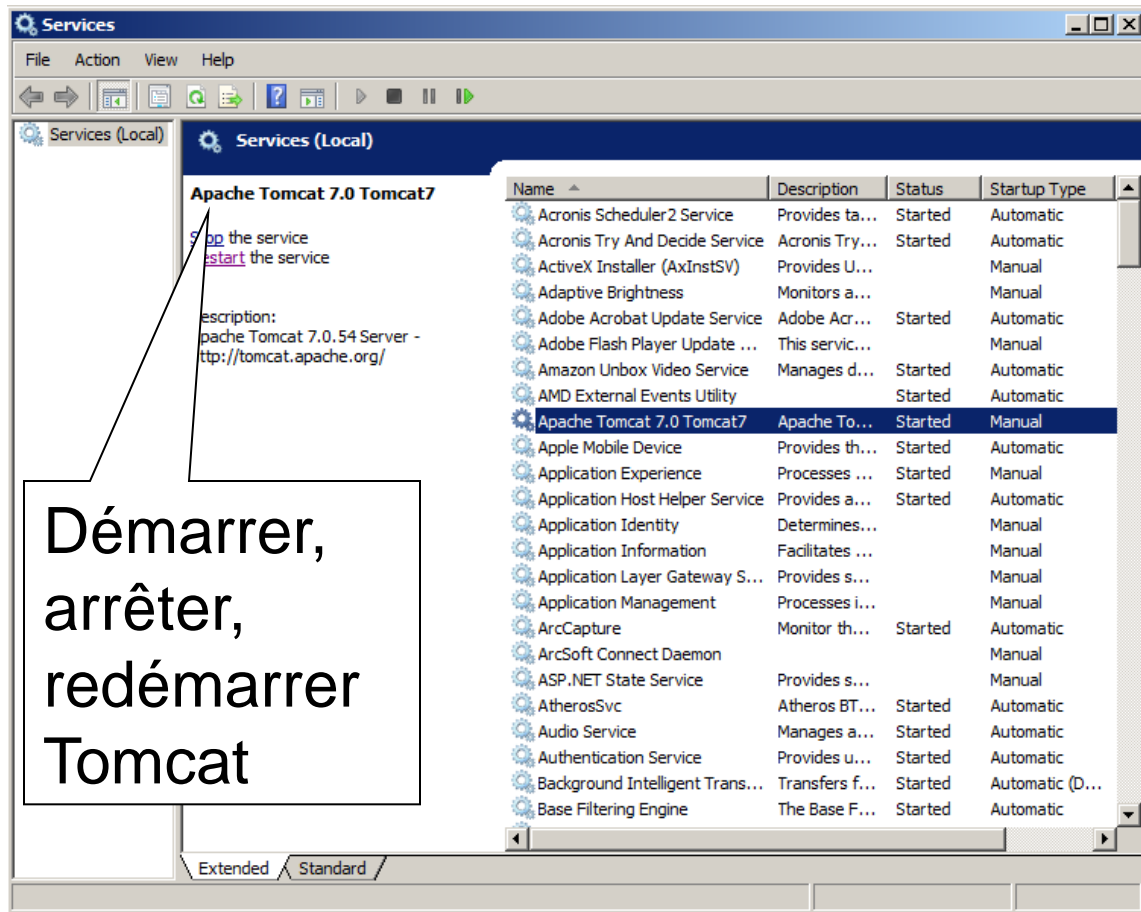 Services
File Action View Help
Services (Local)
Services (Local)
Apache Tomcat 7.0 Tomcat7
Stop the service
estart the service
escription:
pache Tomcat 7.0.54 Server -
ttp://tomcat.apache.org/
Démarrer,
arrêter,
redémarrer
Tomcat
Name Description Status Startup Type
Acronis Scheduler2 Service Provides ta... Started Automatic
Acronis Try And Decide Service Acronis Try... Started Automatic
ActiveX Installer (AxInstSV) Provides U... Manual
Adaptive Brightness Monitors a... Manual
Adobe Acrobat Update Service Adobe Acr... Started Automatic
Adobe Flash Player Update ... This servic... Manual
Amazon Unbox Video Service Manages d... Started Automatic
AMD External Events Utility Started Automatic
Apache Tomcat 7.0 Tomcat7 Apache To... Started Manual
Apple Mobile Device Provides th... Started Automatic
Application Experience Processes ... Started Manual
Application Host Helper Service Provides a... Started Automatic
Application Identity Determines... Manual
Application Information Facilitates ... Manual
Application Layer Gateway S... Provides s... Manual
Application Management Processes i... Manual
ArcCapture Monitor th... Started Automatic
ArcSoft Connect Daemon Manual
ASP.NET State Service Provides s... Manual
AtherosSvc Atheros BT... Started Automatic
Audio Service Manages a... Started Automatic
Authentication Service Provides u... Started Automatic
Background Intelligent Trans... Transfers f... Started Automatic (D...
Base Filtering Engine The Base F... Started Automatic
Extended Standard